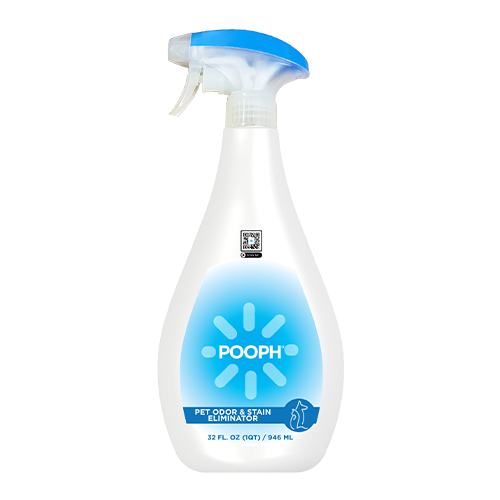 POOPH
PET ODOR & STAIN
ELIMINATOR
32 FL. OZ (1QT) / 946 ML